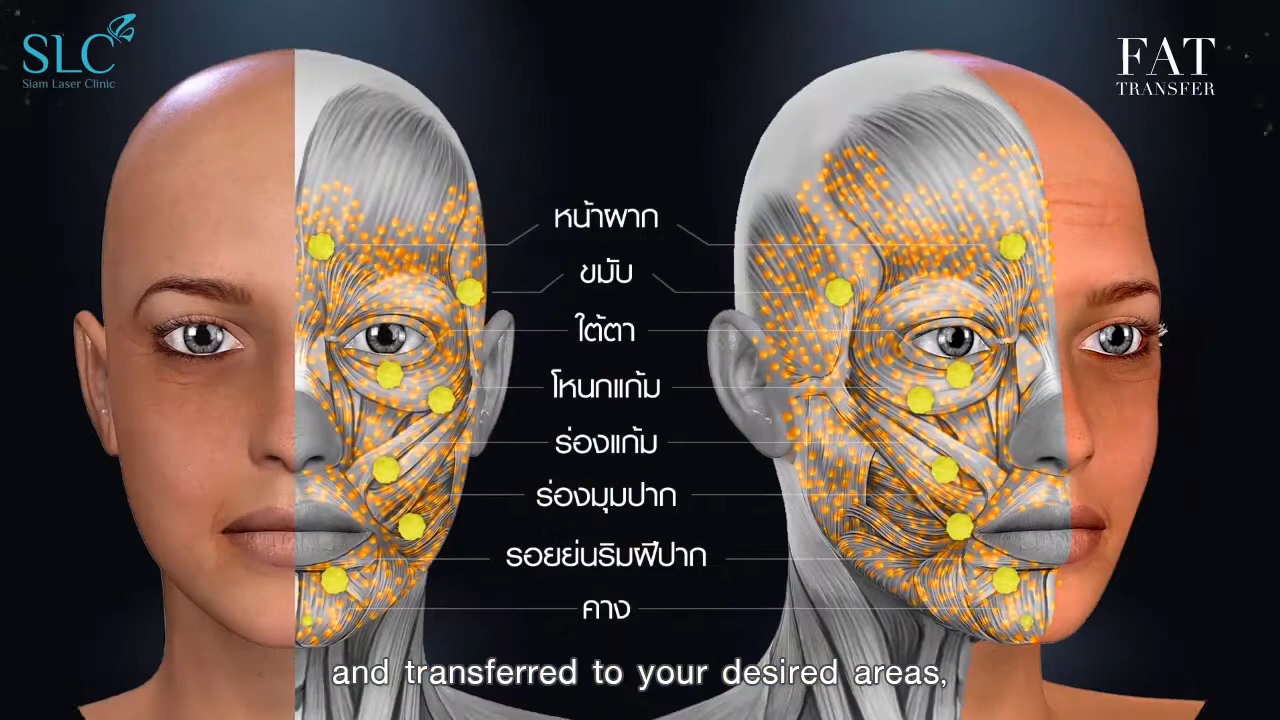 SLC
Siam Laser Clinic
FAT
TRANSFER
หน้าผาก
ขมับ
ใต้ตา
โหนกแก้ม
ร่องแก้ม
ร่องมุมปาก
รอยย่นริมฝีปาก
คาง
and transferred to your desired areas,